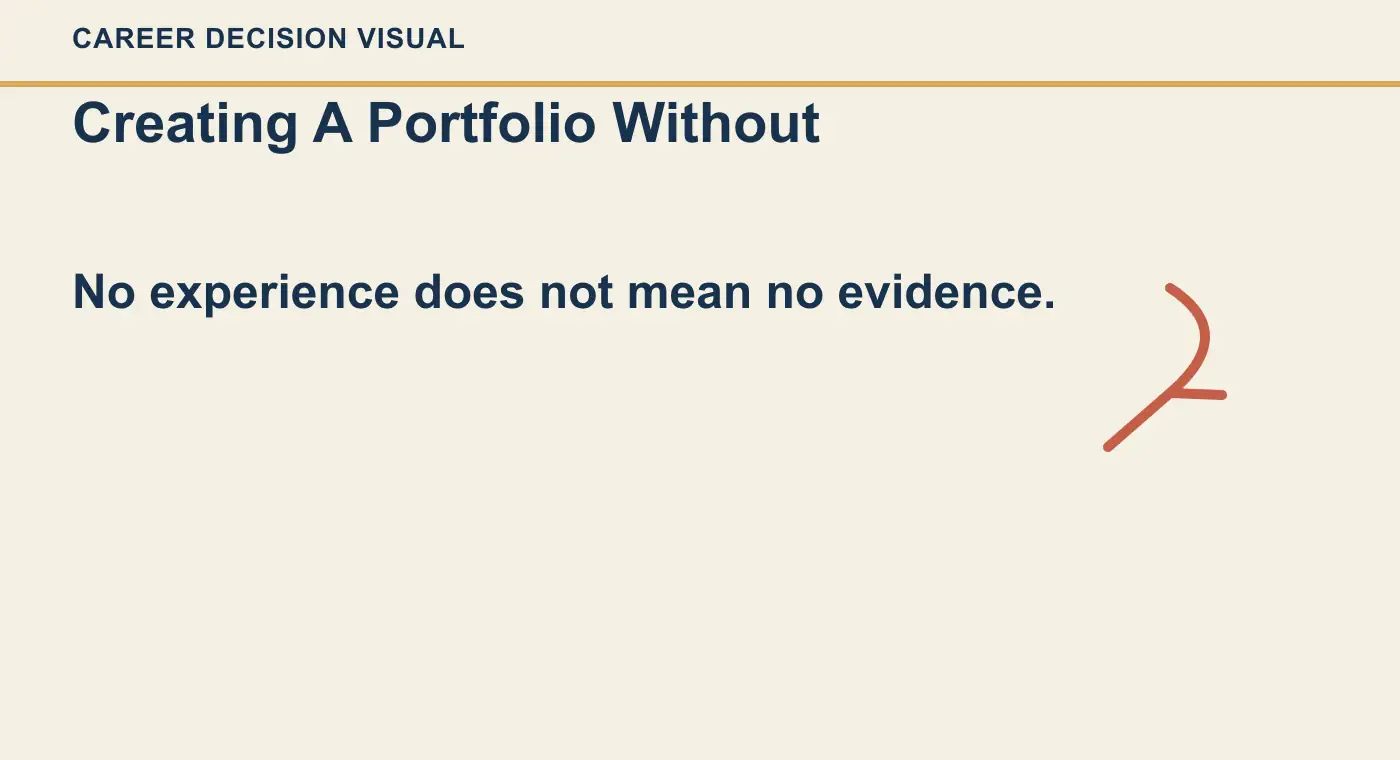 CAREER DECISION VISUAL
Creating A Portfolio Without
No experience does not mean no evidence.